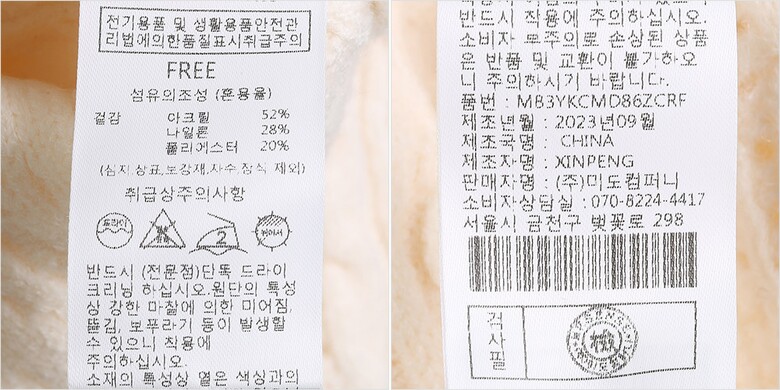 전기용품 및 생활용품안전관
리법에의한품질표시취급주의
FREE
섬유의조성 (혼용율)
겉감 아크릴 52%
나일론 28%
폴리에스터 20%
(심지,상표,보강재,자수,장식 제외)
취급상주의사항
드라이
2
뉘어서
반드시 (전문점)단독 드라이
크리닝 하십시오.원단의 특성
상 강한 마찰에 의한 미어짐,
뜯김, 보푸라기 등이 발생할
수 있으니 착용에
주의하십시오.
소재의 특성상 옅은 색상과의
반드시 착용에 주의하십시오.
소비자 부주의로 손상된 상품
은 반품 및 교환이 불가하오
니 주의하시기 바랍니다.
품번 : M83YKCMD86ZCRF
제조년월 : 2023년09월
제조국명 : CHINA
제조자명 : XINPENG
판매자명 : (주)미도컴퍼니
소비자상담실 : 070-8224-4417
서울시 금천구 벚꽃로 298
검사필